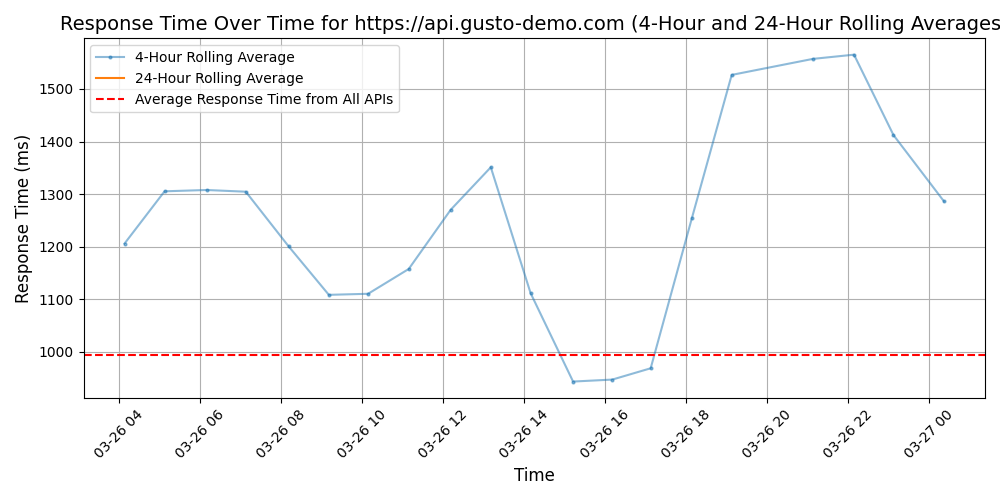 Response Time Over Time for https://api.gusto-demo.com (4-Hour and 24-Hour Rolling Averages
4-Hour Rolling Average
24-Hour Rolling Average
Average Response Time from All APIs
Response Time (ms)
1500
1400
1300
1200
1100
1000
03-26 04
03-26 06
03-26 08
03-26 10
03-26 12
03-26 14
03-26 16
03-26 18
03-26 20
03-26 22
03-27 00
Time